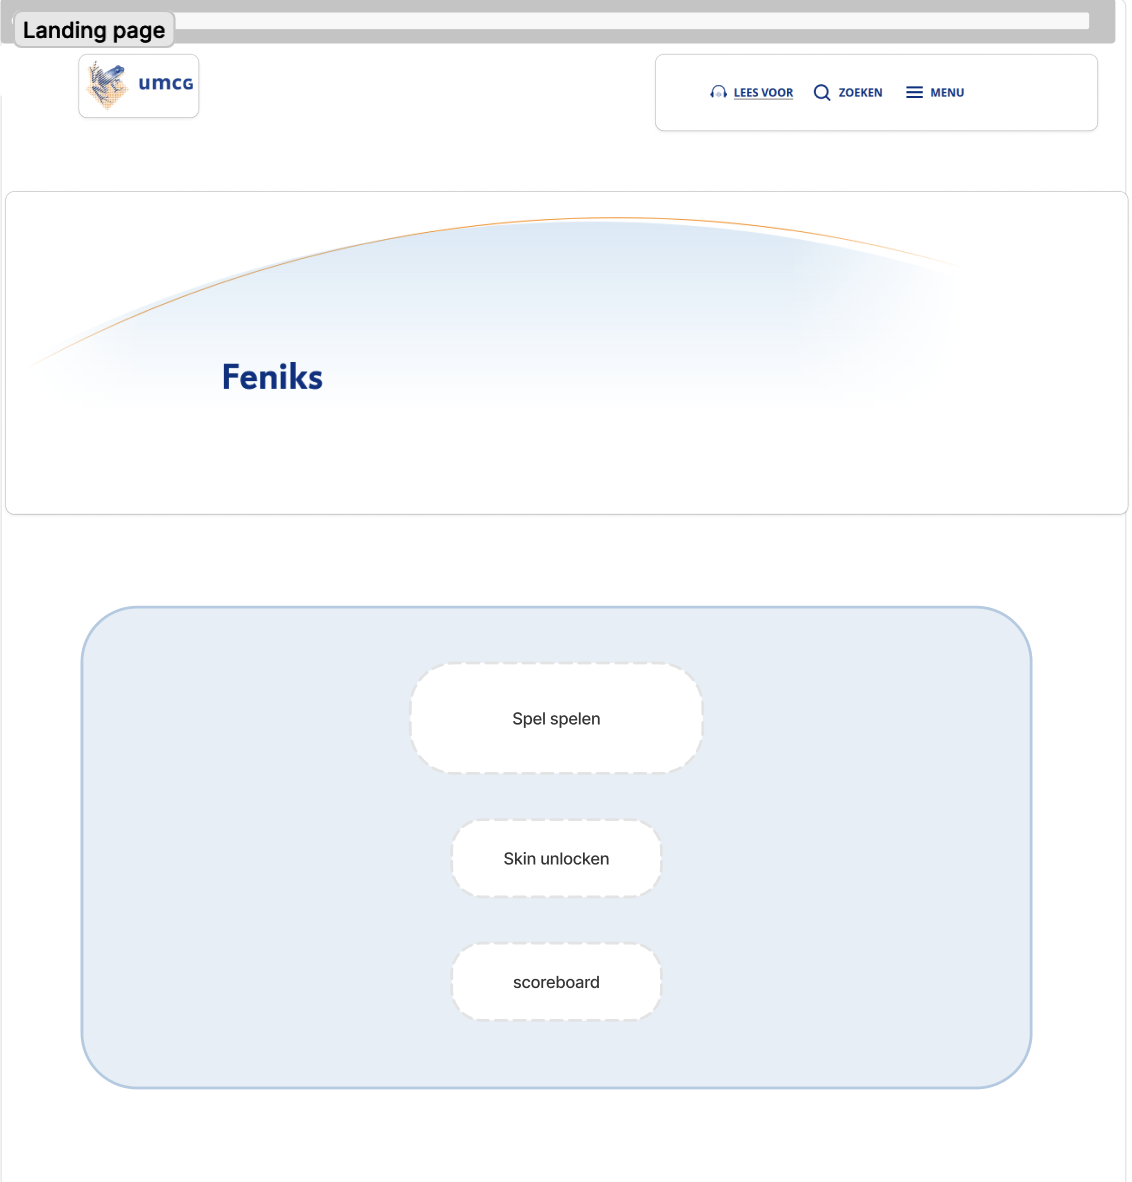 Landing page
umcg
LEES VOOR ZOEKEN MENU
Feniks
Spel spelen
Skin unlocken
scoreboard